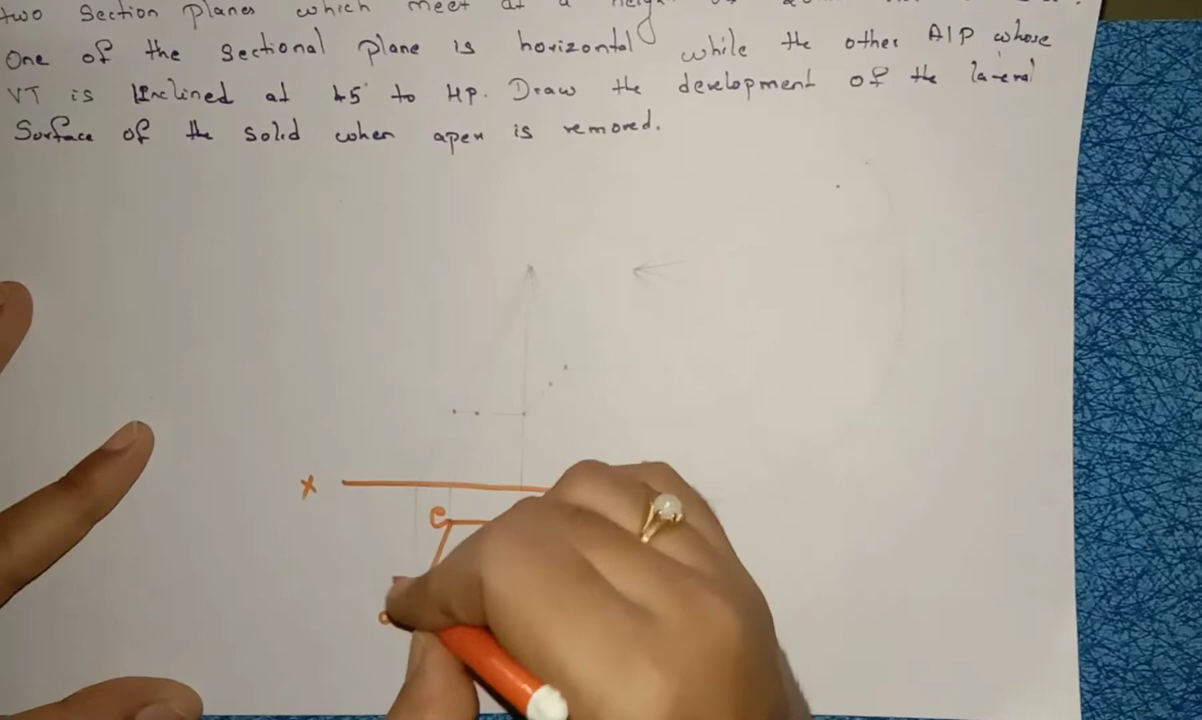 two Section planes which meet at a
One of the sectional plane is horizontal while the other AIP whose
VT is Inclined at 45° to HP. Draw the development of the lateral
Surface of the solid when apex is removed.
X
e